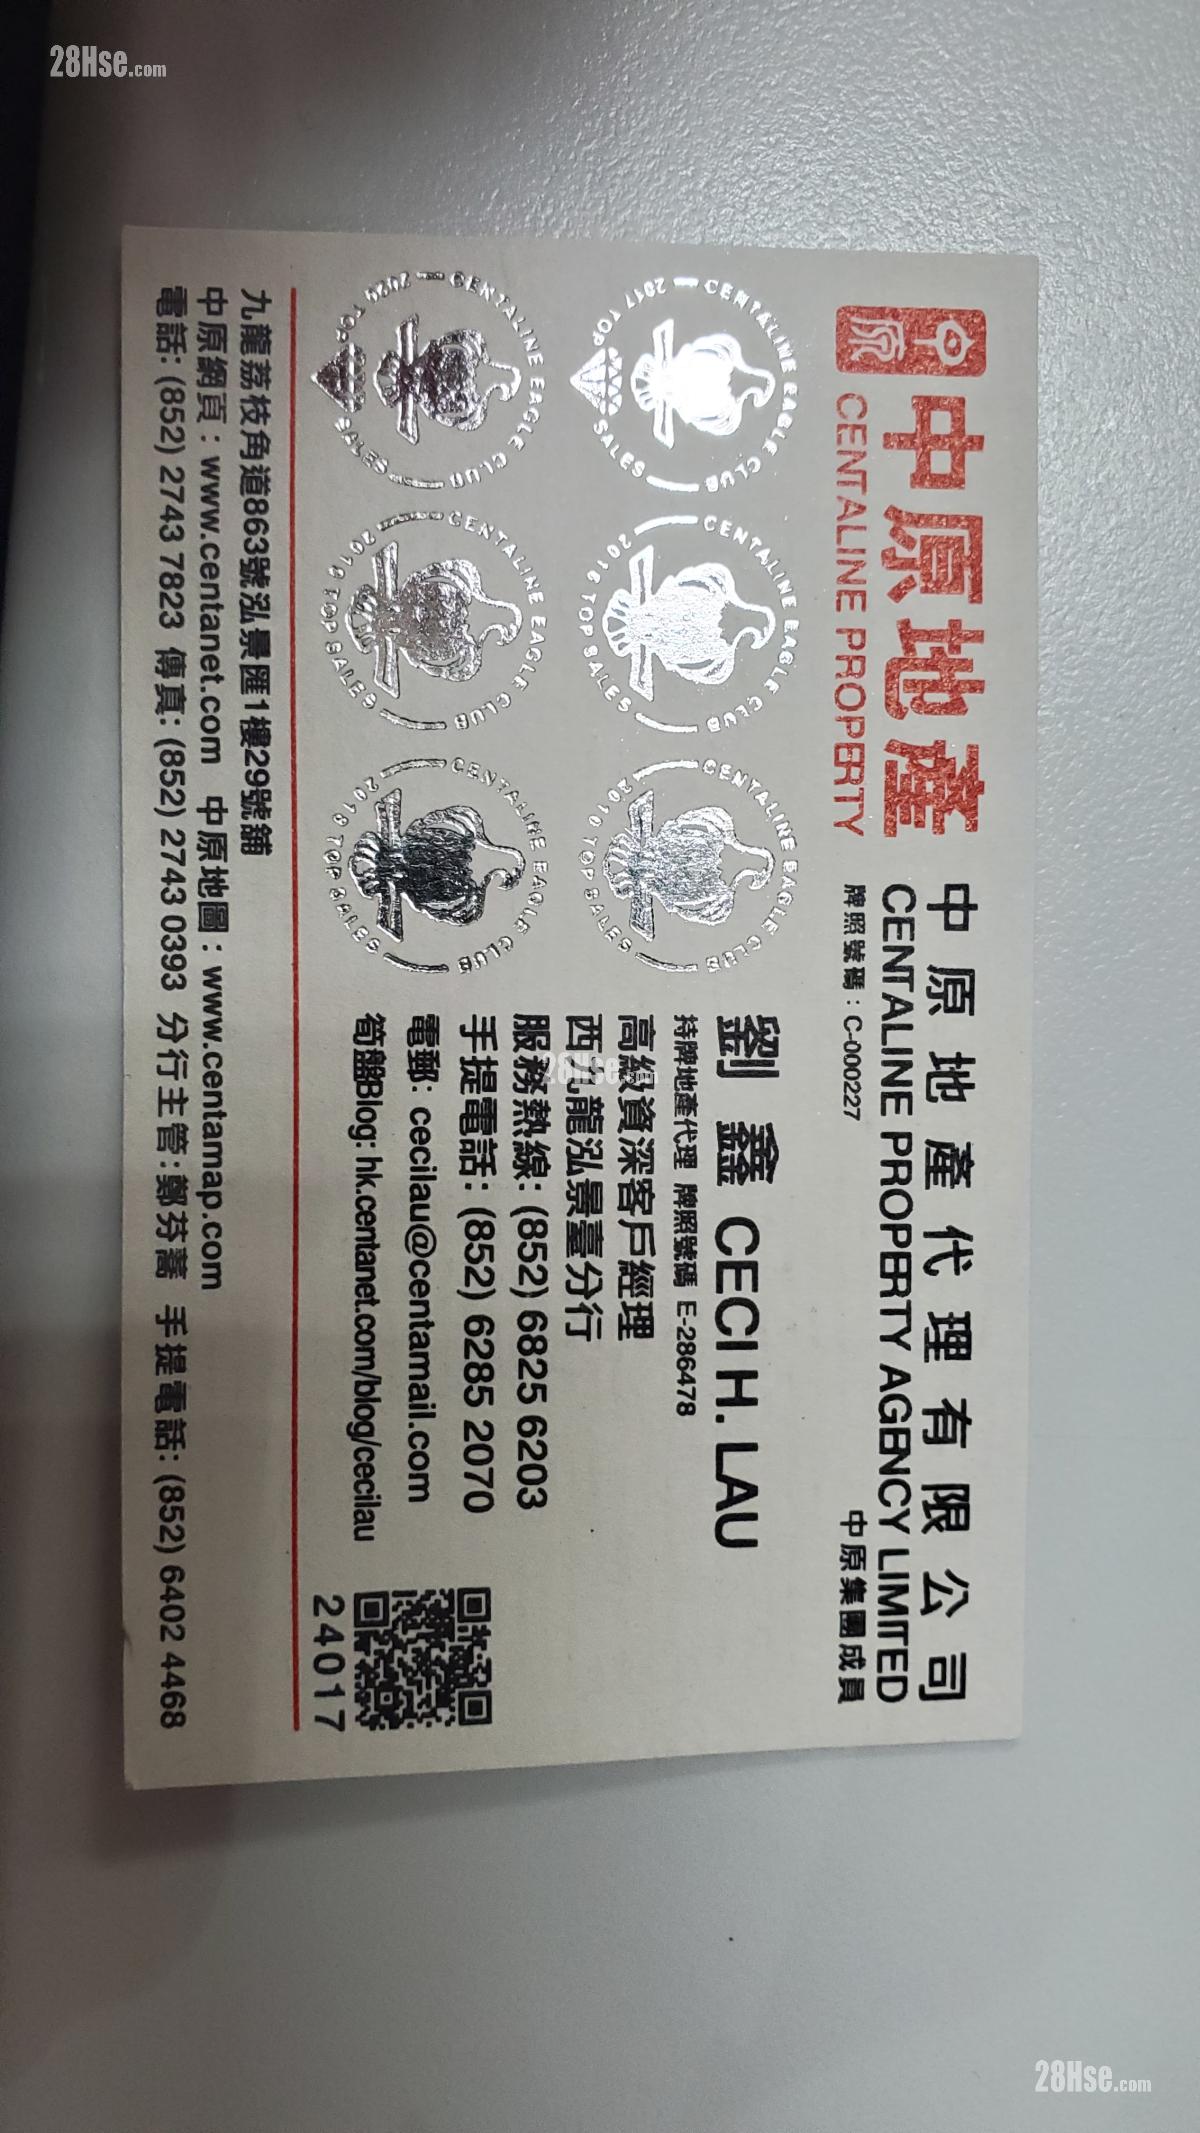 28Hse.com
中原
中原地產
CENTALINE PROPERTY
中原地產代理有限公司
CENTALINE PROPERTY AGENCY LIMITED
牌照號碼：C-000227
中原集團成員
CENTALINE EAGLE CLUB 2017 TOP SALES
CENTALINE EAGLE CLUB TOP SALES
CENTALINE EAGLE CLUB TOP SALES
CENTALINE EAGLE CLUB 2020 TOP SALES
CENTALINE EAGLE CLUB TOP SALES
CENTALINE EAGLE CLUB TOP SALES
劉 鑫 CECI H. LAU
持牌地產代理 牌照號碼 E-286478
高級資深客戶經理
西九龍泓景臺分行
服務熱線: (852) 6825 6203
手提電話: (852) 6285 2070
電郵: cecilau@centamail.com
筍盤Blog: hk.centanet.com/blog/cecilau
24017
九龍荔枝角道863號泓景匯1樓29號舖
中原網頁：www.centanet.com 中原地圖：www.centamap.com
電話: (852) 2743 7823 傳真: (852) 2743 0393 分行主管:鄭芬蕎 手提電話: (852) 6402 4468
28Hse.com
28Hse.com